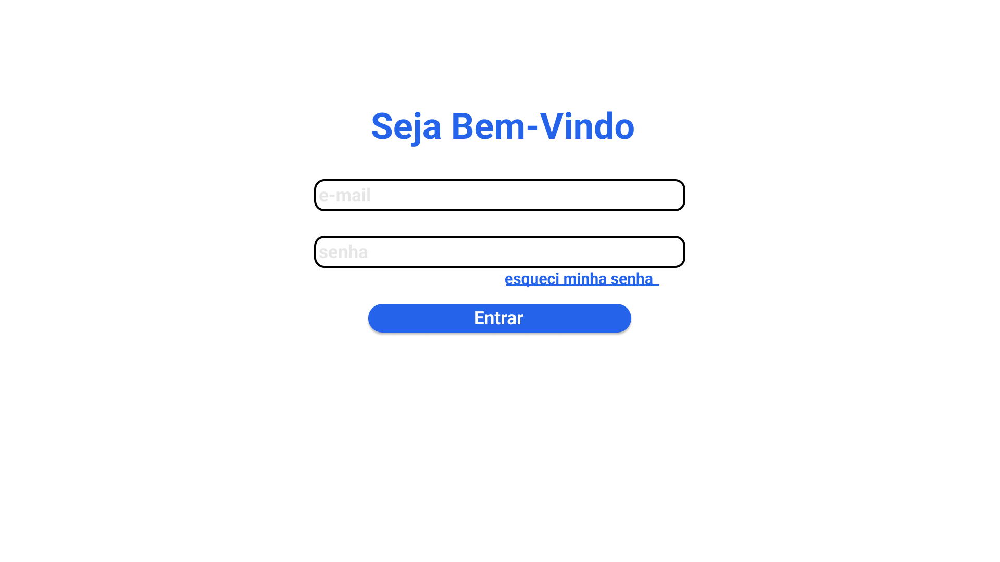 Seja Bem-Vindo
e-mail
senha
esqueci minha senha
Entrar